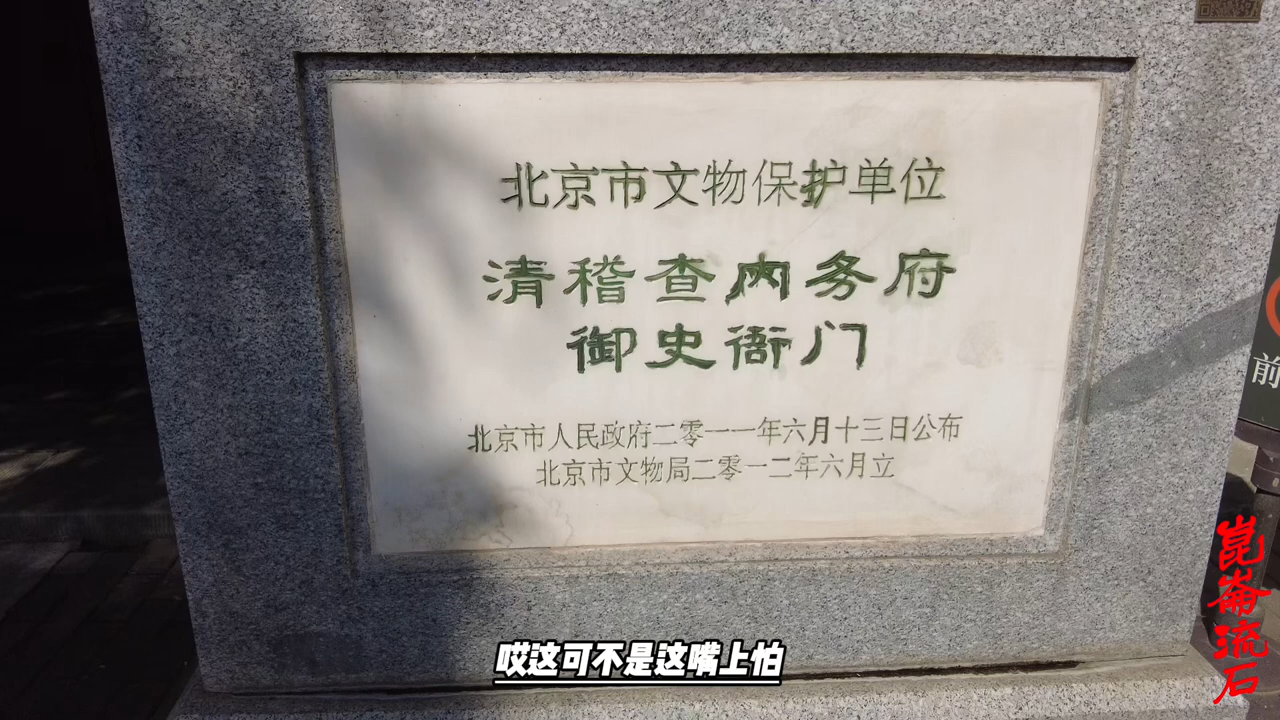 北京市文物保护单位
清稽查内务府
御史衙门
北京市人民政府二零一一年六月十三日公布
北京市文物局二零一二年六月立
前
哎这可不是这嘴上怕
崑崙流石